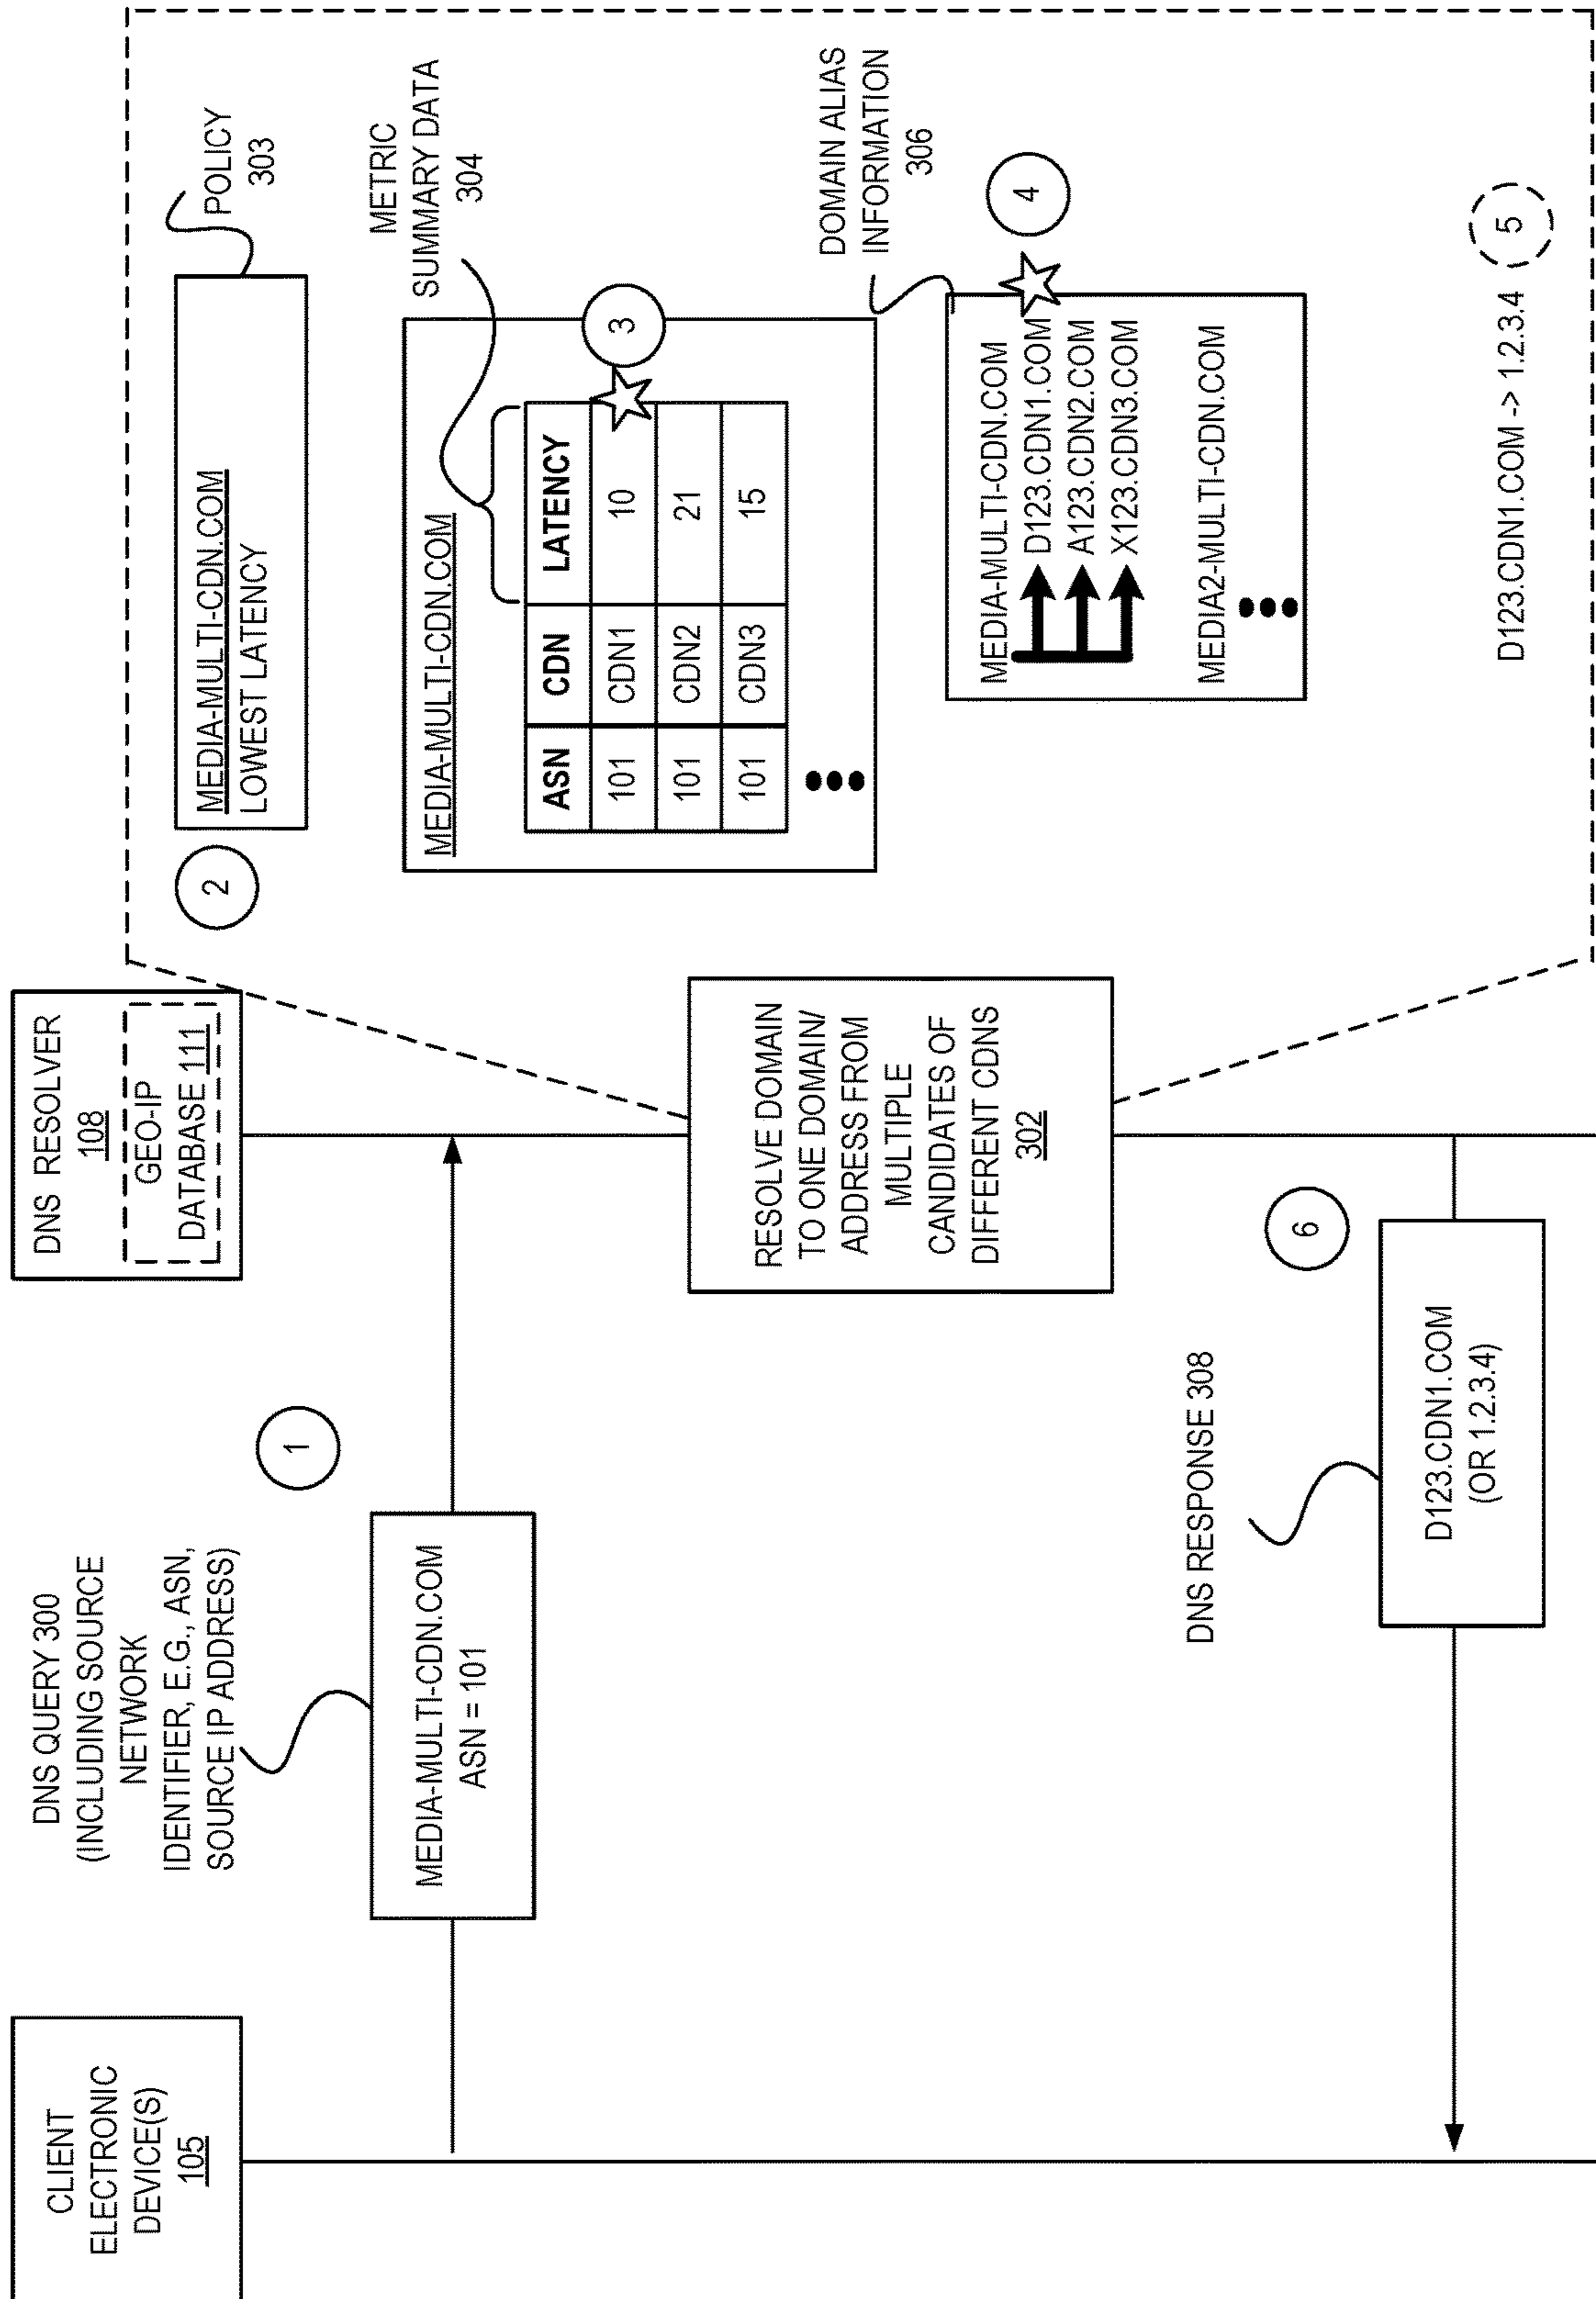 CLIENT
ELECTRONIC
DEVICE(S)
105
DNS RESOLVER
108
GEO-IP
DATABASE 111
DNS QUERY 300
(INCLUDING SOURCE
NETWORK
IDENTIFIER, E.G., ASN,
SOURCE IP ADDRESS)
1
MEDIA-MULTI-CDN.COM
ASN = 101
RESOLVE DOMAIN
TO ONE DOMAIN/
ADDRESS FROM
MULTIPLE
CANDIDATES OF
DIFFERENT CDNS
302
2
MEDIA-MULTI-CDN.COM
LOWEST LATENCY
POLICY
303
METRIC
SUMMARY DATA
304
MEDIA-MULTI-CDN.COM
ASN CDN LATENCY
101 CDN1 10
101 CDN2 21
101 CDN3 15
3
DOMAIN ALIAS
INFORMATION
306
MEDIA-MULTI-CDN.COM
D123.CDN1.COM
A123.CDN2.COM
X123.CDN3.COM
MEDIA2-MULTI-CDN.COM
4
D123.CDN1.COM -> 1.2.3.4
5
6
DNS RESPONSE 308
D123.CDN1.COM
(OR 1.2.3.4)